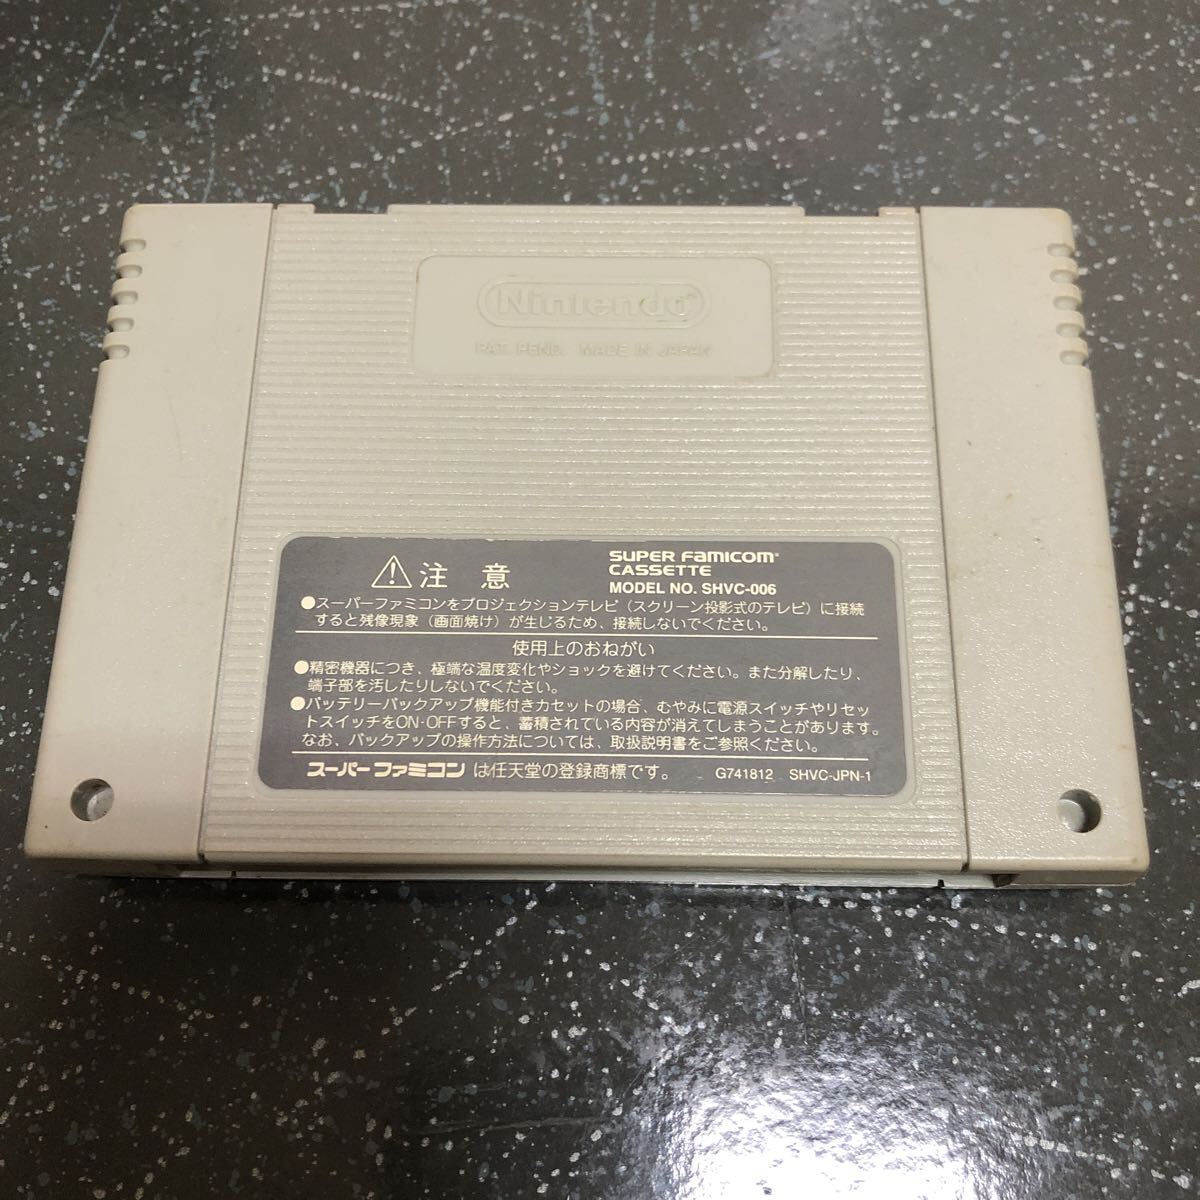 Nintendo
PAT. PEND. MADE IN JAPAN
⚠注意
SUPER FAMICOM
CASSETTE
MODEL NO. SHVC-006
●スーパーファミコンをプロジェクションテレビ（スクリーン投影式のテレビ）に接続
すると残像現象（画面焼け）が生じるため、接続しないでください。
使用上のおねがい
●精密機器につき、極端な温度変化やショックを避けてください。また分解したり、
端子部を汚したりしないでください。
●バッテリーバックアップ機能付きカセットの場合、むやみに電源スイッチやリセッ
トスイッチをON・OFFすると、蓄積されている内容が消えてしまうことがあります。
なお、バックアップの操作方法については、取扱説明書をご参照ください。
スーパーファミコン は任天堂の登録商標です。 G741812 SHVC-JPN-1